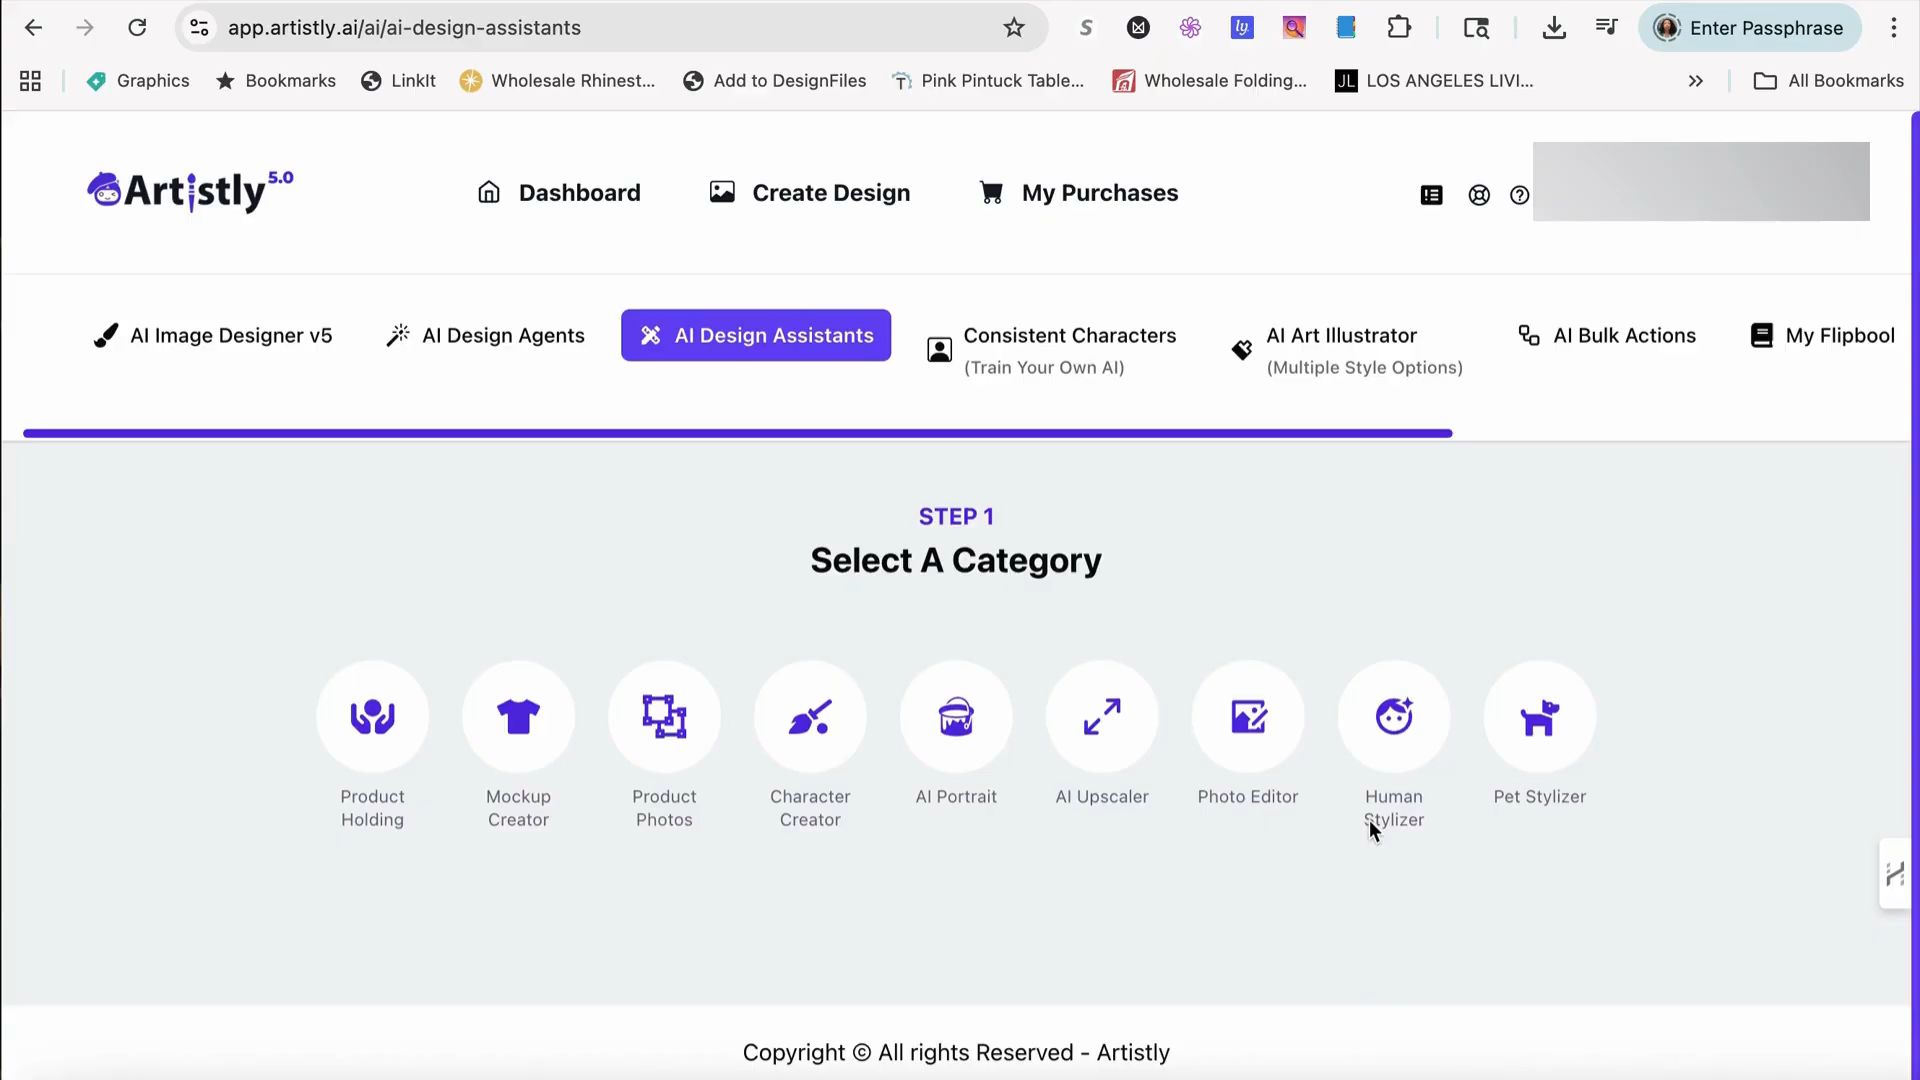 app.artistly.ai/ai/ai-design-assistants
S
ly.
Enter Passphrase
Graphics
Bookmarks
LinkIt
Wholesale Rhinest...
Add to DesignFiles
Pink Pintuck Table...
Wholesale Folding...
JL LOS ANGELES LIVI...
All Bookmarks
Artistly 5.0
Dashboard
Create Design
My Purchases
AI Image Designer v5
AI Design Agents
AI Design Assistants
Consistent Characters
(Train Your Own AI)
AI Art Illustrator
(Multiple Style Options)
AI Bulk Actions
My Flipbool
STEP 1
Select A Category
Product
Holding
Mockup
Creator
Product
Photos
Character
Creator
AI Portrait
AI Upscaler
Photo Editor
Human
Stylizer
Pet Stylizer
Copyright © All rights Reserved - Artistly